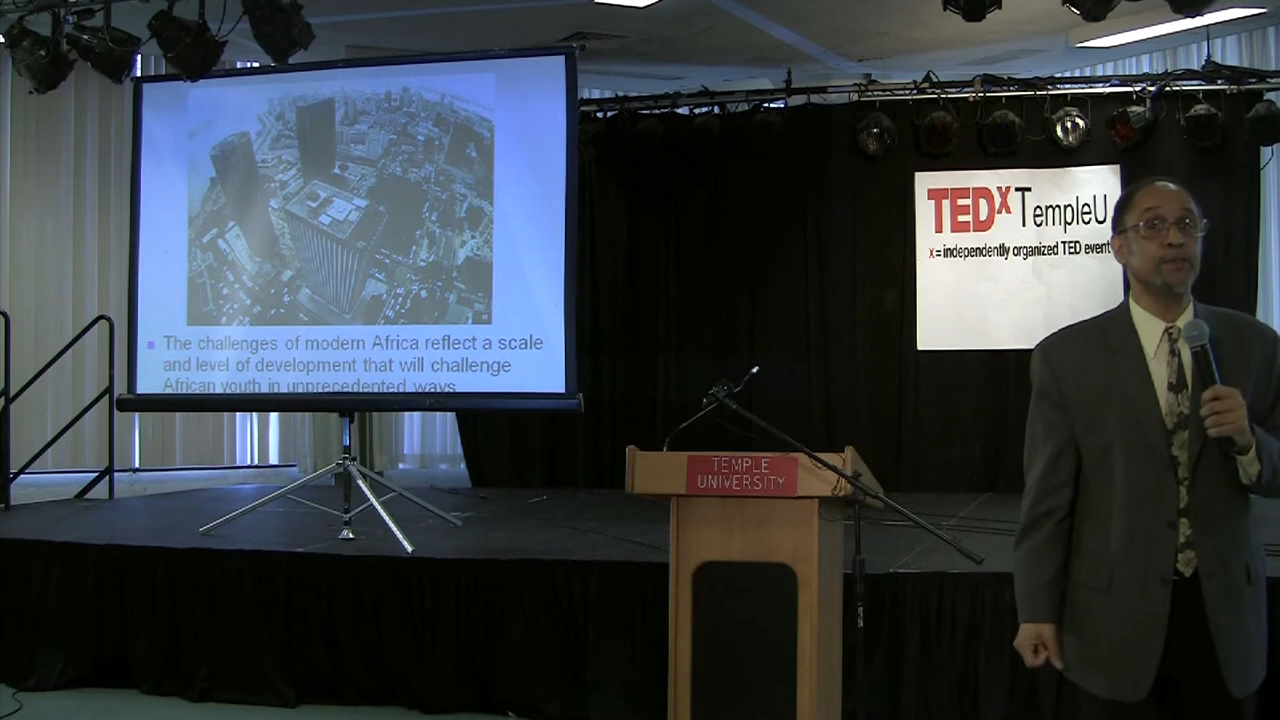 The challenges of modern Africa reflect a scale
and level of development that will challenge
African youth in unprecedented ways
TEDx TempleU
x = independently organized TED event
TEMPLE
UNIVERSITY